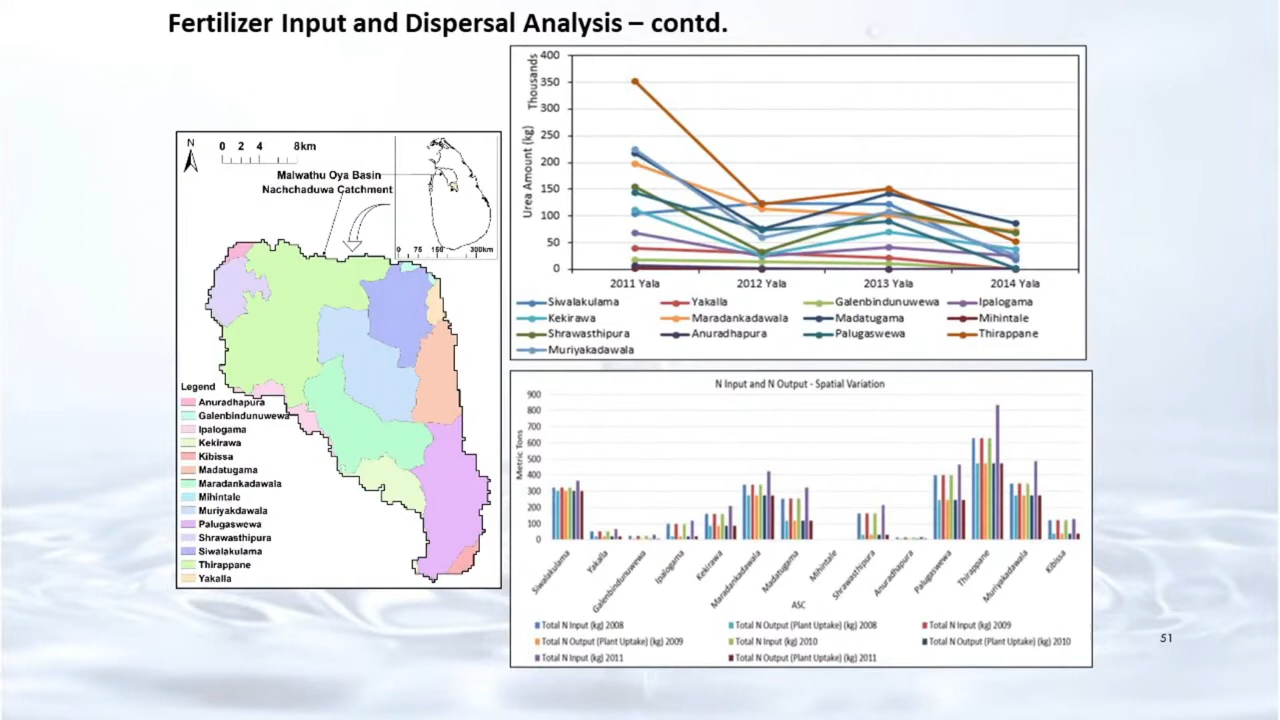 Fertilizer Input and Dispersal Analysis – contd.
N
0 2 4 8km
Malwathu Oya Basin
Nachchaduwa Catchment
0 75 150 300km
Legend
Anuradhapura
Galenbindunuwewa
Ipalogama
Kekirawa
Kibissa
Madatugama
Maradankadawala
Mihintale
Muriyakdawala
Palugaswewa
Shrawasthipura
Siwalakulama
Thirappane
Yakalla
Urea Amount (kg) Thousands
400
350
300
250
200
150
100
50
0
2011 Yala 2012 Yala 2013 Yala 2014 Yala
Siwalakulama Yakalla Galenbindunuwewa Ipalogama
Kekirawa Maradankadawala Madatugama Mihintale
Shrawasthipura Anuradhapura Palugaswewa Thirappane
Muriyakadawala
N Input and N Output - Spatial Variation
Metric Tons
900
800
700
600
500
400
300
200
100
0
Siwalakulama Yakalla Galenbindunuwewa Ipalogama Kekirawa Maradankadawala Madatugama Mihintale Shrawasthipura Anuradhapura Palugaswewa Thirappane Muriyakadawala Kibissa
ASC
Total N Input (kg) 2008 Total N Output (Plant Uptake) (kg) 2008 Total N Input (kg) 2009
Total N Output (Plant Uptake) (kg) 2009 Total N Input (kg) 2010 Total N Output (Plant Uptake) (kg) 2010
Total N Input (kg) 2011 Total N Output (Plant Uptake) (kg) 2011
51